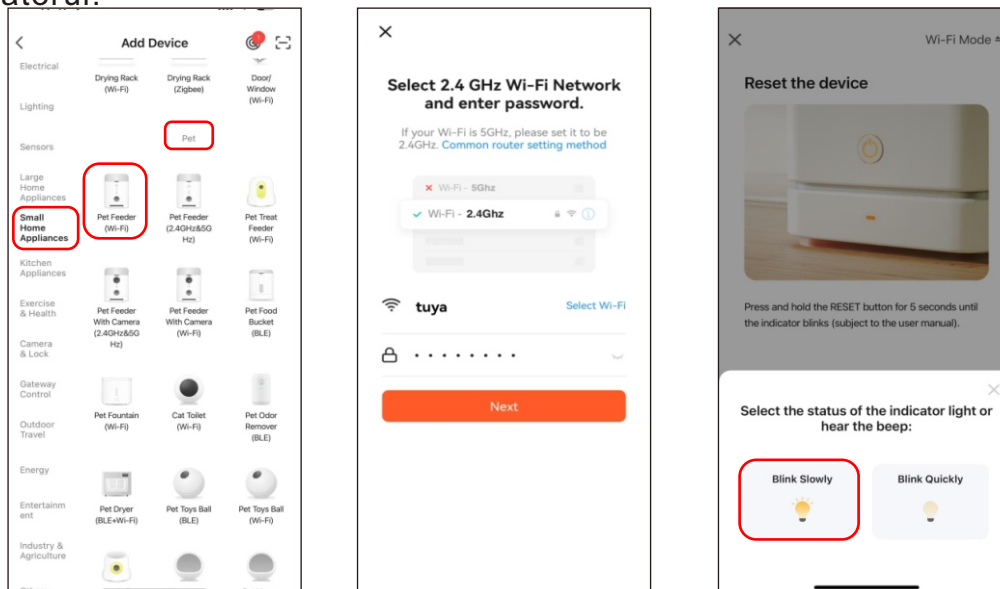 Add Device
Electrical
Lighting
Sensors
Large
Home
Appliances
Small
Home
Appliances
Kitchen
Appliances
Exercise
& Health
Camera
& Lock
Gateway
Control
Outdoor
Travel
Energy
Entertainm
ent
Industry &
Agriculture
Drying Rack
(Wi-Fi)
Drying Rack
(Zigbee)
Door/
Window
(Wi-Fi)
Pet
Pet Feeder
(Wi-Fi)
Pet Feeder
(2.4GHz&5G
Hz)
Pet Treat
Feeder
(Wi-Fi)
Pet Feeder
With Camera
(2.4GHz&5G
Hz)
Pet Feeder
With Camera
(Wi-Fi)
Pet Food
Bucket
(BLE)
Pet Fountain
(Wi-Fi)
Cat Toilet
(Wi-Fi)
Pet Odor
Remover
(BLE)
Pet Dryer
(BLE+Wi-Fi)
Pet Toys Ball
(BLE)
Pet Toys Ball
(Wi-Fi)
Select 2.4 GHz Wi-Fi Network
and enter password.
If your Wi-Fi is 5GHz, please set it to be
2.4GHz. Common router setting method
Wi-Fi - 5Ghz
Wi-Fi - 2.4Ghz
tuya
Select Wi-Fi
Next
Wi-Fi Mode
Reset the device
Press and hold the RESET button for 5 seconds until
the indicator blinks (subject to the user manual).
Select the status of the indicator light or
hear the beep:
Blink Slowly
Blink Quickly